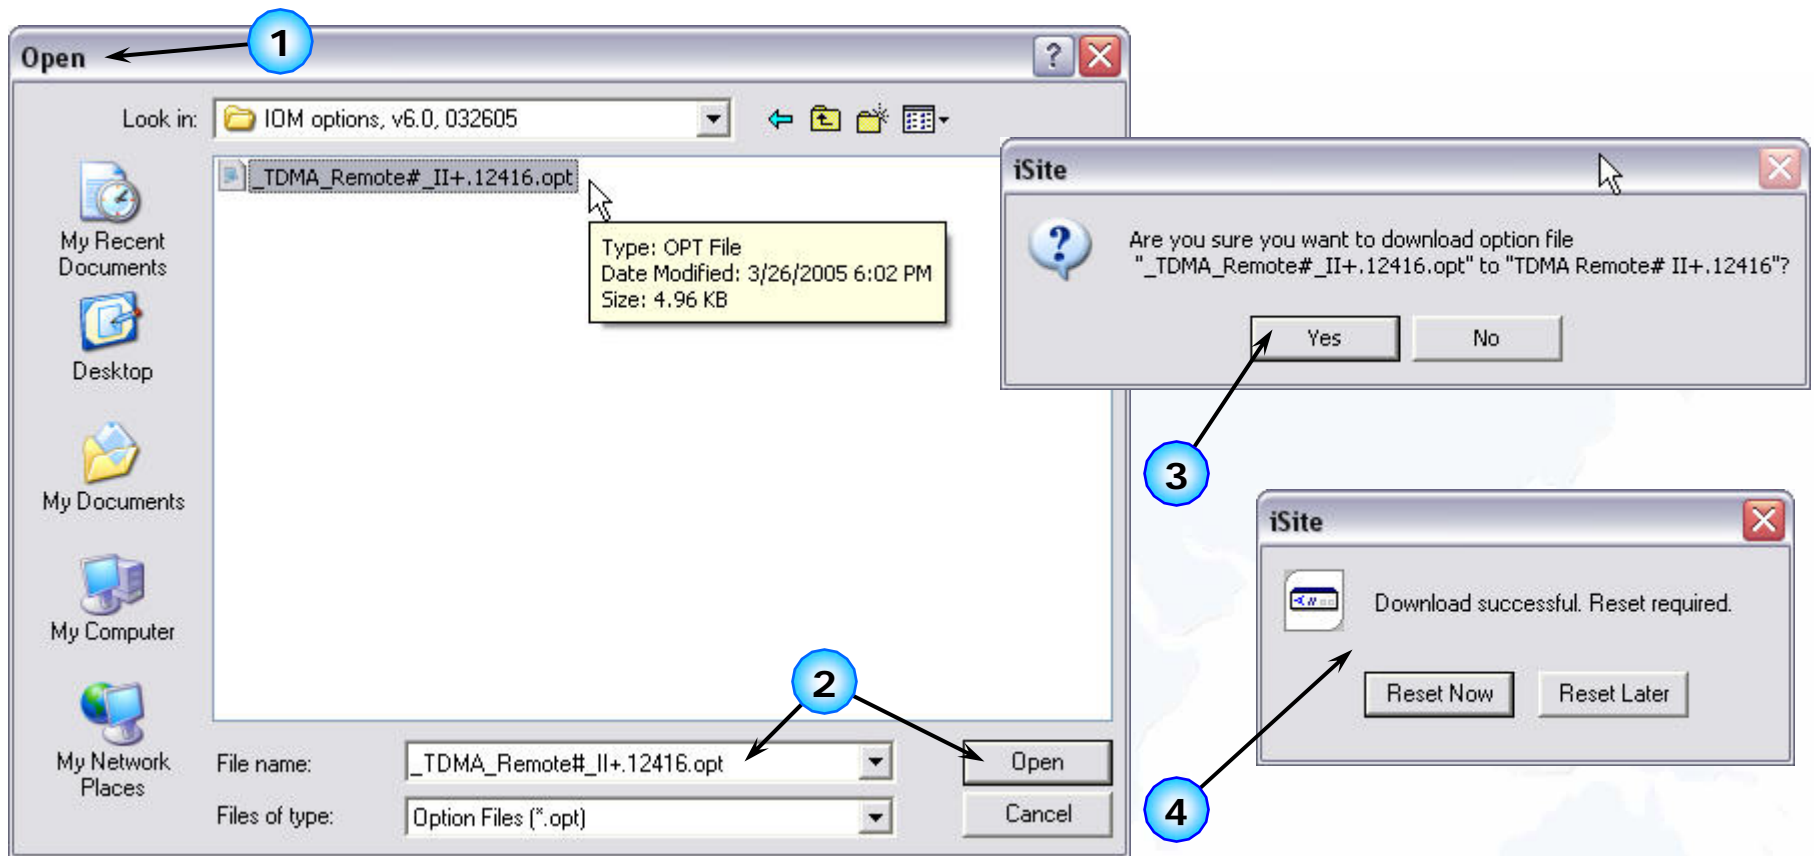 1
Open
?
Look in:
IOM options, v6.0, 032605
_TDMA_Remote#_II+.12416.opt
Type: OPT File
Date Modified: 3/26/2005 6:02 PM
Size: 4.96 KB
My Recent
Documents
Desktop
My Documents
My Computer
My Network
Places
2
File name:
_TDMA_Remote#_II+.12416.opt
Open
Files of type:
Option Files (*.opt)
Cancel
iSite
?
Are you sure you want to download option file
"_TDMA_Remote#_II+.12416.opt" to "TDMA Remote# II+.12416"?
Yes
No
3
iSite
Download successful. Reset required.
Reset Now
Reset Later
4